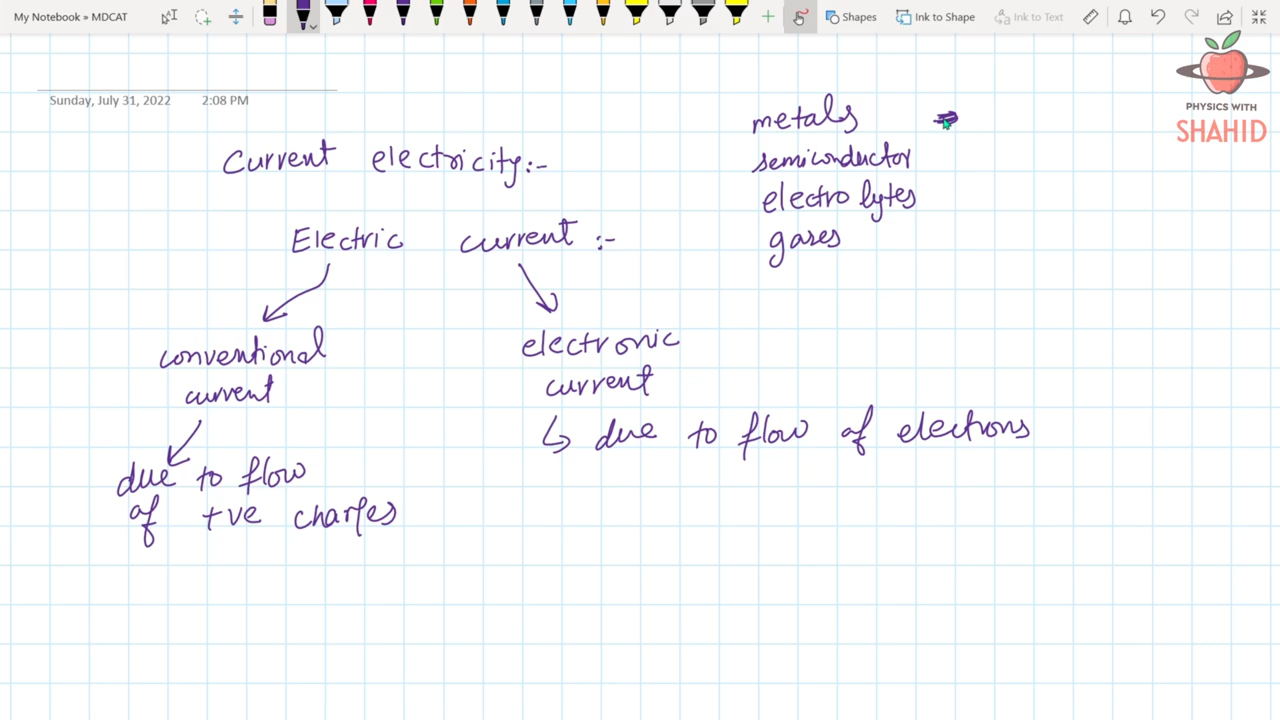 My Notebook » MDCAT
Shapes
Ink to Shape
Ink to Text
Sunday, July 31, 2022 2:08 PM
PHYSICS WITH
SHAHID
Current electricity:-
Electric current :-
conventional
current
due to flow
of +ve charges
electronic
current
due to flow of electrons
metals
semiconductor
electrolytes
gases